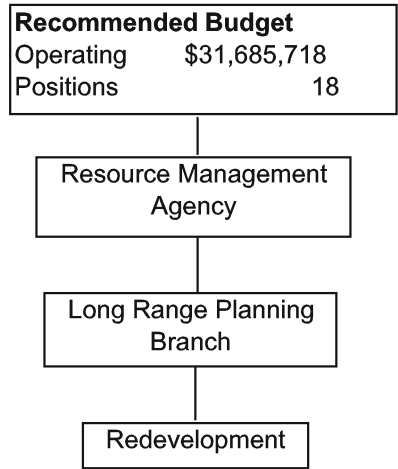 Recommended Budget
Operating $31,685,718
Positions 18
Resource Management
Agency
Long Range Planning
Branch
Redevelopment